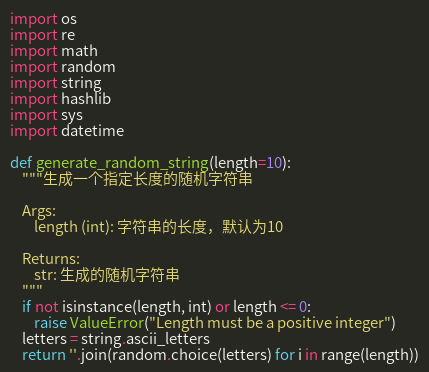 import os
import re
import math
import random
import string
import hashlib
import sys
import datetime

def generate_random_string(length=10):
    """生成一个指定长度的随机字符串

    Args:
        length (int): 字符串的长度，默认为10

    Returns:
        str: 生成的随机字符串
    """
    if not isinstance(length, int) or length <= 0:
        raise ValueError("Length must be a positive integer")
    letters = string.ascii_letters
    return ''.join(random.choice(letters) for i in range(length))